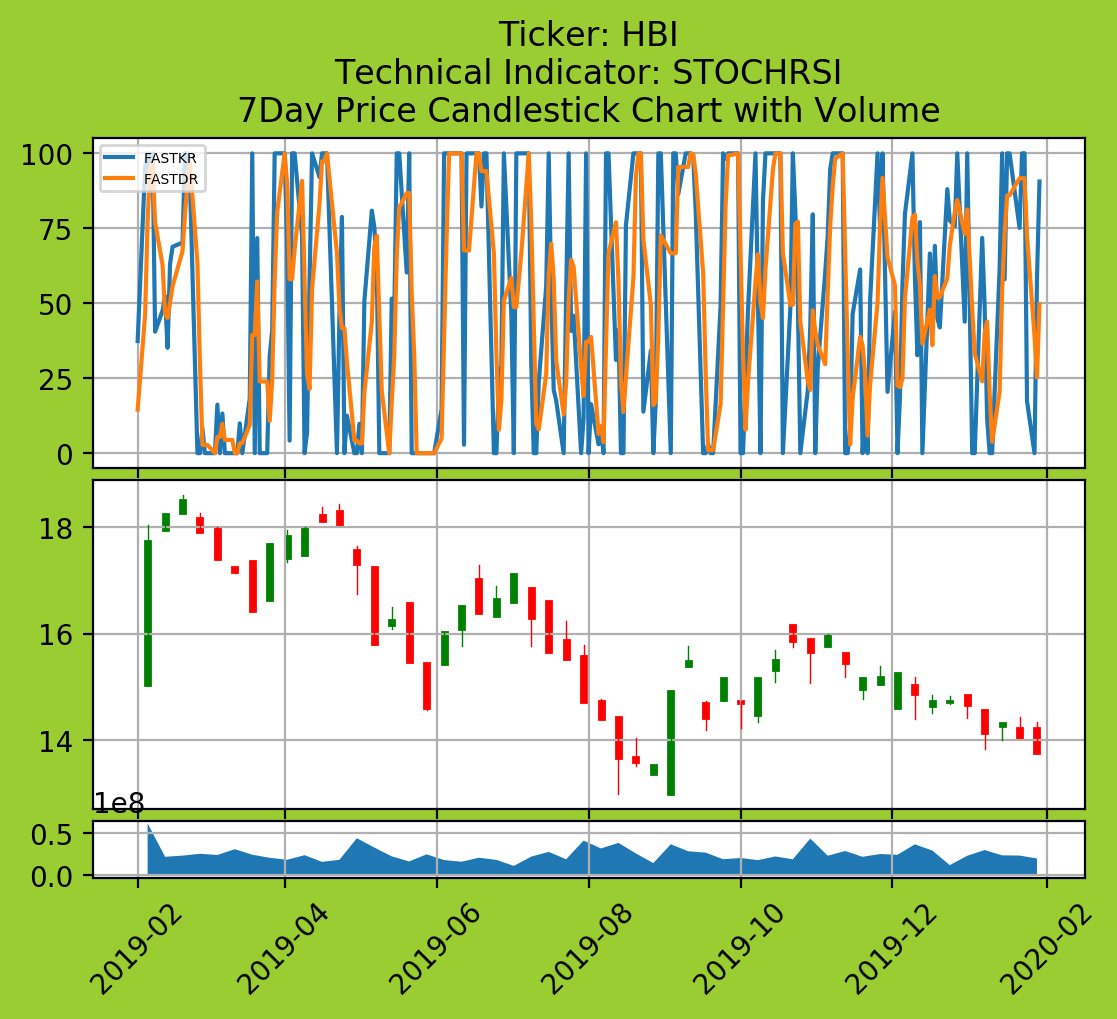 Ticker: HBI
Technical Indicator: STOCHRSI
7Day Price Candlestick Chart with Volume
100
75
50
25
0
FASTKR
FASTDR
18
16
14
1e8
0.5
0.0
2019-02
2019-04
2019-06
2019-08
2019-10
2019-12
2020-02